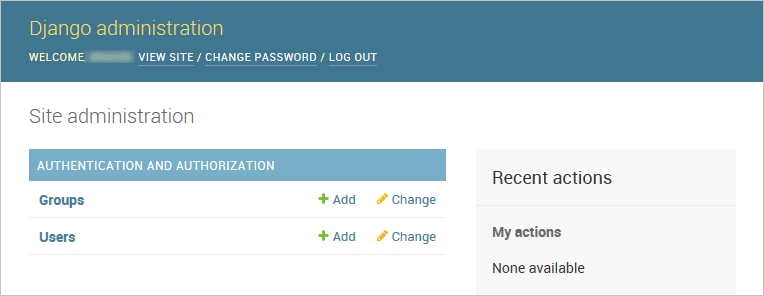 Django administration
WELCOME, VIEW SITE / CHANGE PASSWORD / LOG OUT
Site administration
AUTHENTICATION AND AUTHORIZATION
Groups Add Change
Users Add Change
Recent actions
My actions
None available